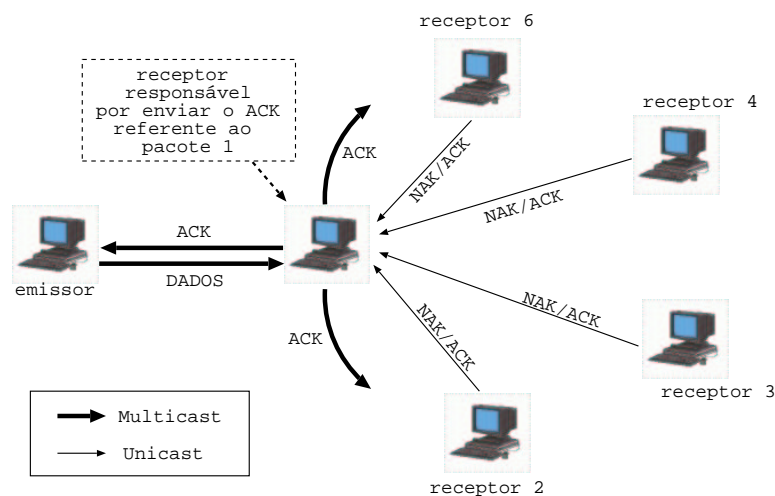 receptor 6
receptor
responsável
por enviar o ACK
referente ao
pacote 1
receptor 4
ACK
NAK/ACK
NAK/ACK
ACK
DADOS
emissor
NAK/ACK
NAK/ACK
ACK
receptor 3
Multicast
Unicast
receptor 2